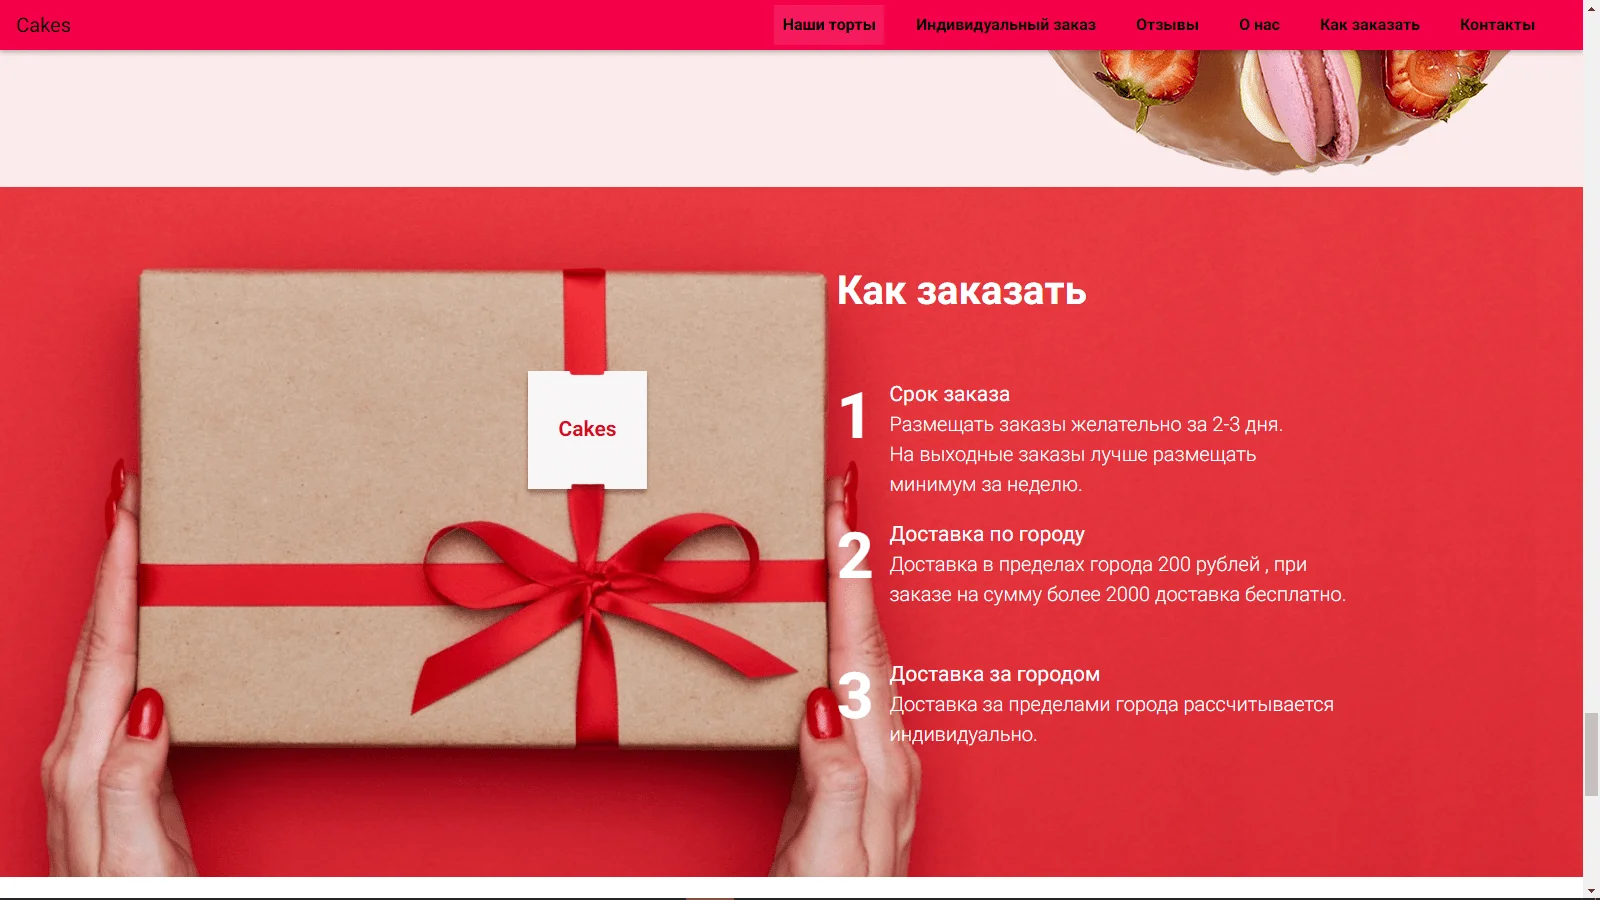 Cakes
Наши торты
Индивидуальный заказ
Отзывы
О нас
Как заказать
Контакты
Cakes
Как заказать
1
Срок заказа
Размещать заказы желательно за 2-3 дня.
На выходные заказы лучше размещать
минимум за неделю.
2
Доставка по городу
Доставка в пределах города 200 рублей , при
заказе на сумму более 2000 доставка бесплатно.
3
Доставка за городом
Доставка за пределами города рассчитывается
индивидуально.